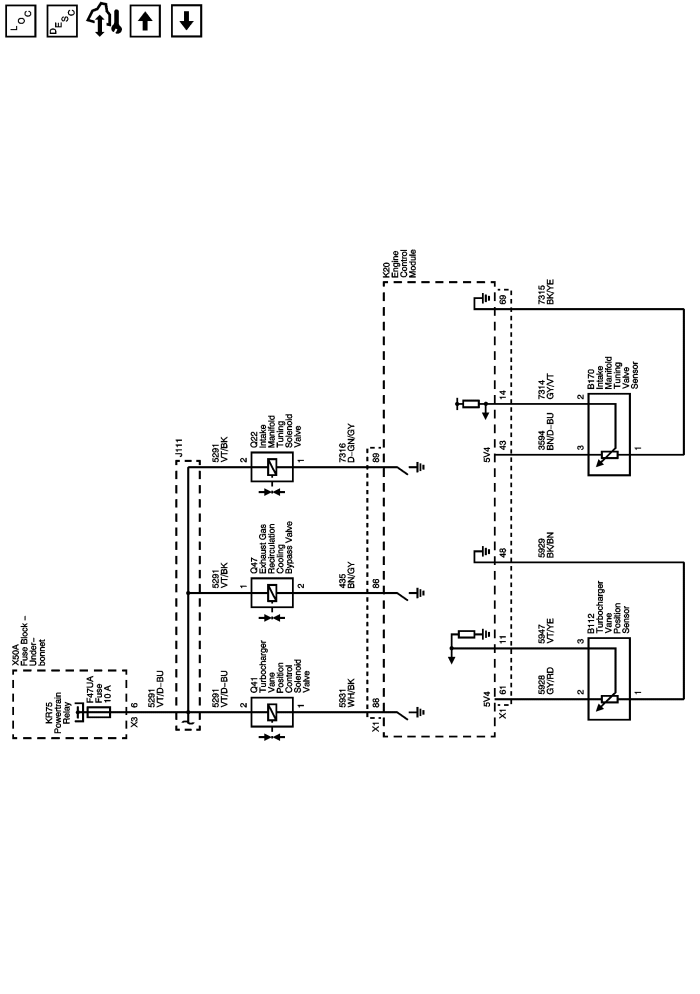 LOC
DESC
X50A
Fuse Block –
Under–
bonnet
KR75
Powertrain
Relay
F47UA
Fuse
10 A
6
X3
5291
VT/D–BU
J111
5291
VT/D–BU
5291
VT/BK
5291
VT/BK
2
Q41
Turbocharger
Vane
Position
Control
Solenoid
Valve
1
1
Q47
Exhaust Gas
Recirculation
Cooling
Bypass Valve
2
2
Q22
Intake
Manifold
Tuning
Solenoid
Valve
1
5931
WH/BK
435
BN/GY
7316
D–GN/GY
X1
88
86
89
K20
Engine
Control
Module
5V4
5V4
X1
61
11
48
43
14
69
5928
GY/RD
5947
VT/YE
5929
BK/BN
3594
BN/D–BU
7314
GY/VT
7315
BK/YE
2
3
B112
Turbocharger
Vane
Position
Sensor
1
3
2
B170
Intake
Manifold
Tuning
Valve
Sensor
1